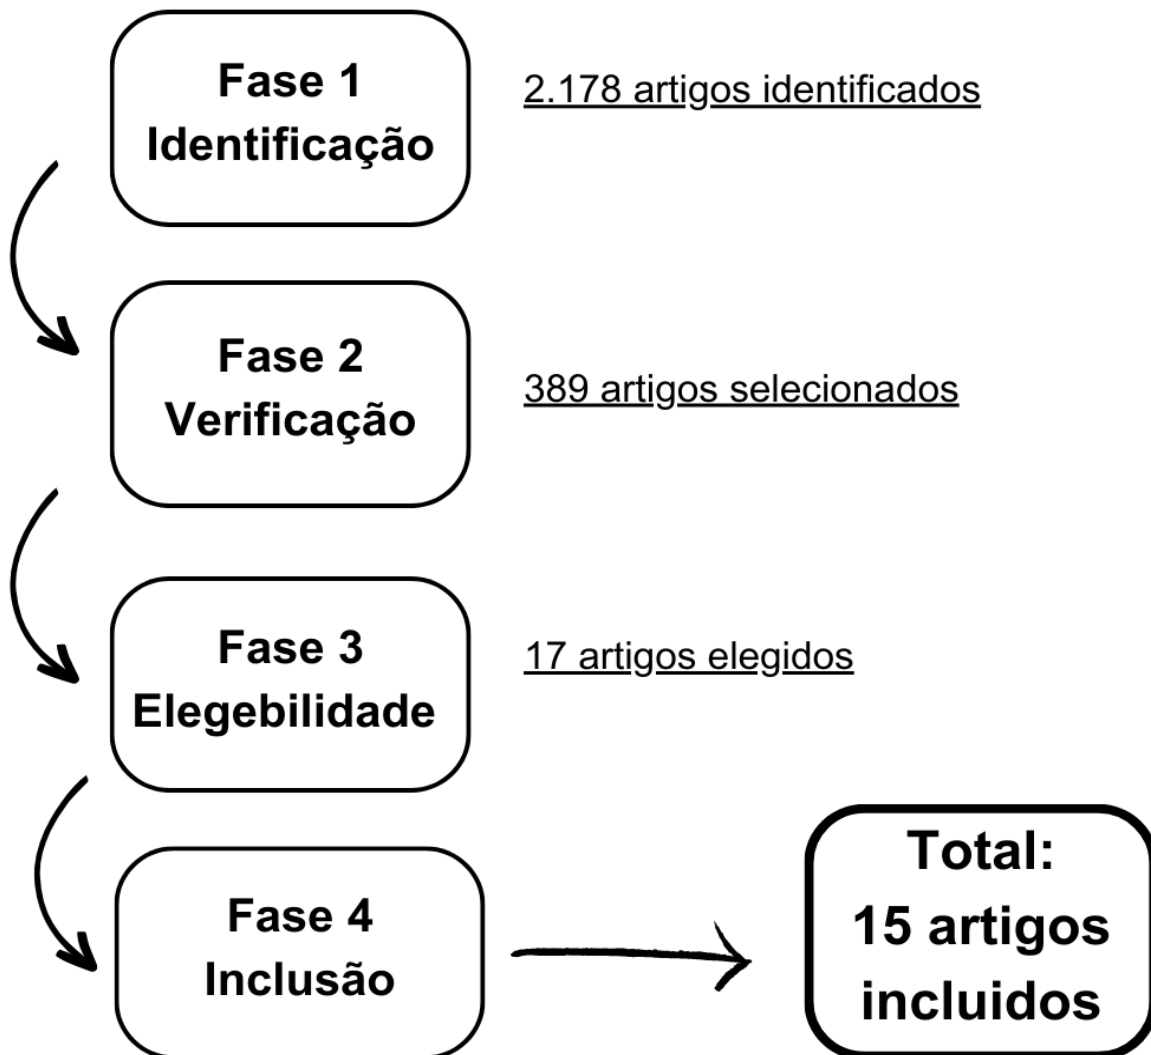 Fase 1
Identificação
2.178 artigos identificados
Fase 2
Verificação
389 artigos selecionados
Fase 3
Elegebilidade
17 artigos elegidos
Fase 4
Inclusão
Total:
15 artigos
incluidos